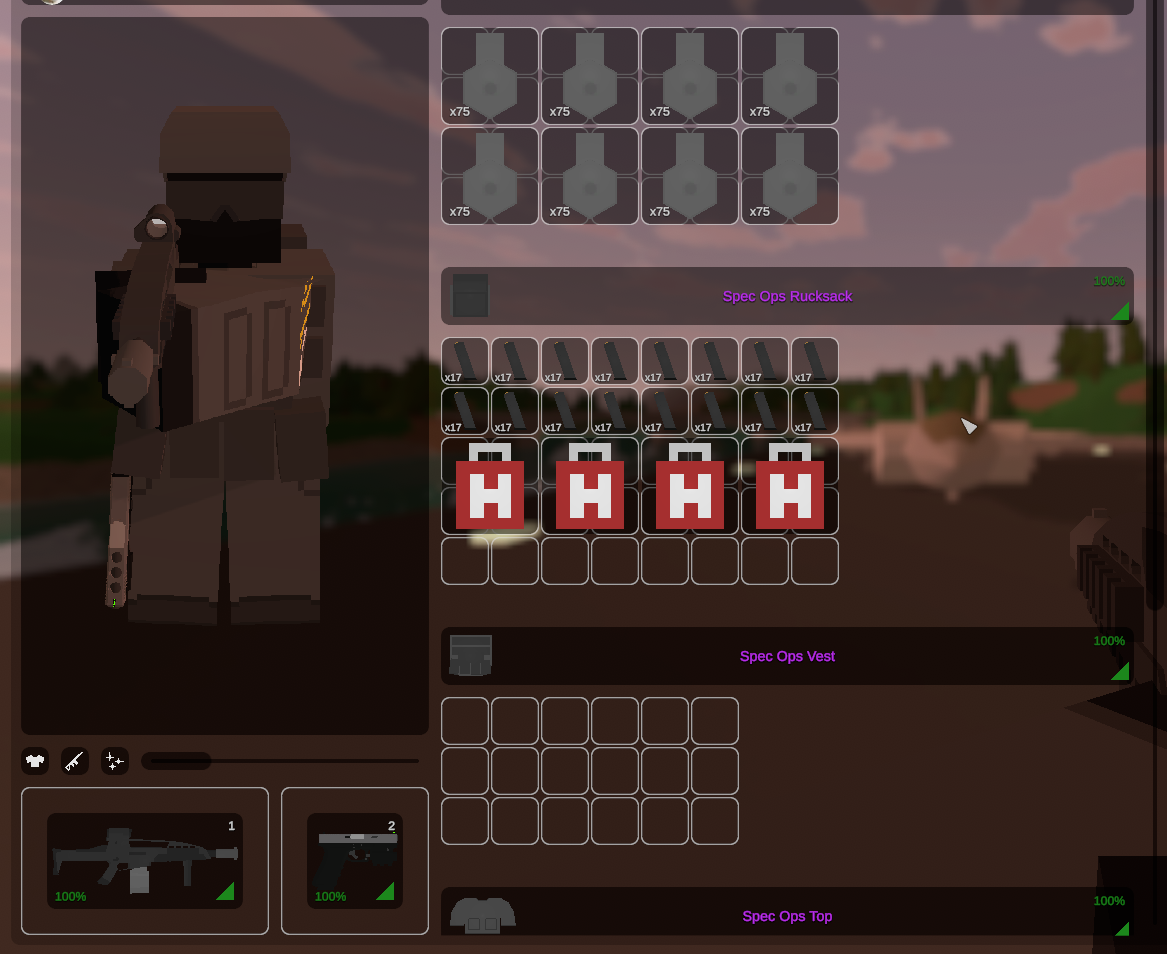 x75 x75 x75 x75
x75 x75 x75 x75
Spec Ops Rucksack 100%
x17 x17 x17 x17 x17 x17 x17 x17
x17 x17 x17 x17 x17 x17 x17 x17
H H H H
Spec Ops Vest 100%
1 2
100% 100%
Spec Ops Top 100%